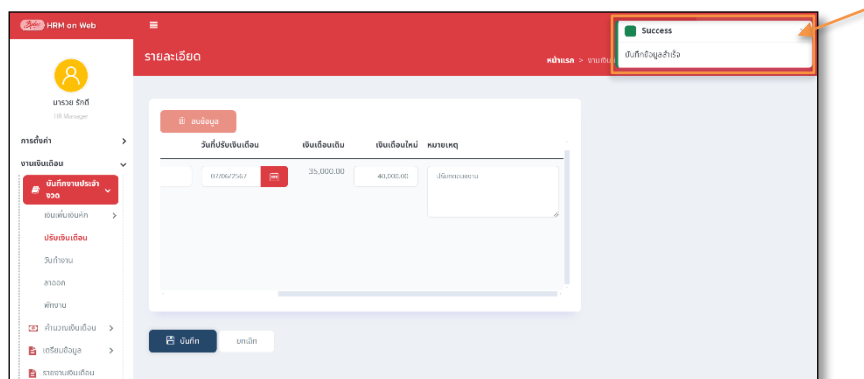 HRM on Web
Success
บันทึกข้อมูลสำเร็จ
รายละเอียด
หน้าแรก > งานเงินเ
มารวย รักดี
HR Manager
การตั้งค่า
งานเงินเดือน
บันทึกงานประจำ
งวด
เงินเพิ่มเงินหัก
ปรับเงินเดือน
วันทำงาน
ลาออก
พักงาน
คำนวณเงินเดือน
เตรียมข้อมูล
รายงานเงินเดือน
ลบข้อมูล
วันที่ปรับเงินเดือน เงินเดือนเดิม เงินเดือนใหม่ หมายเหตุ
07/06/2567 35,000.00 40,000.00
บันทึก ยกเลิก